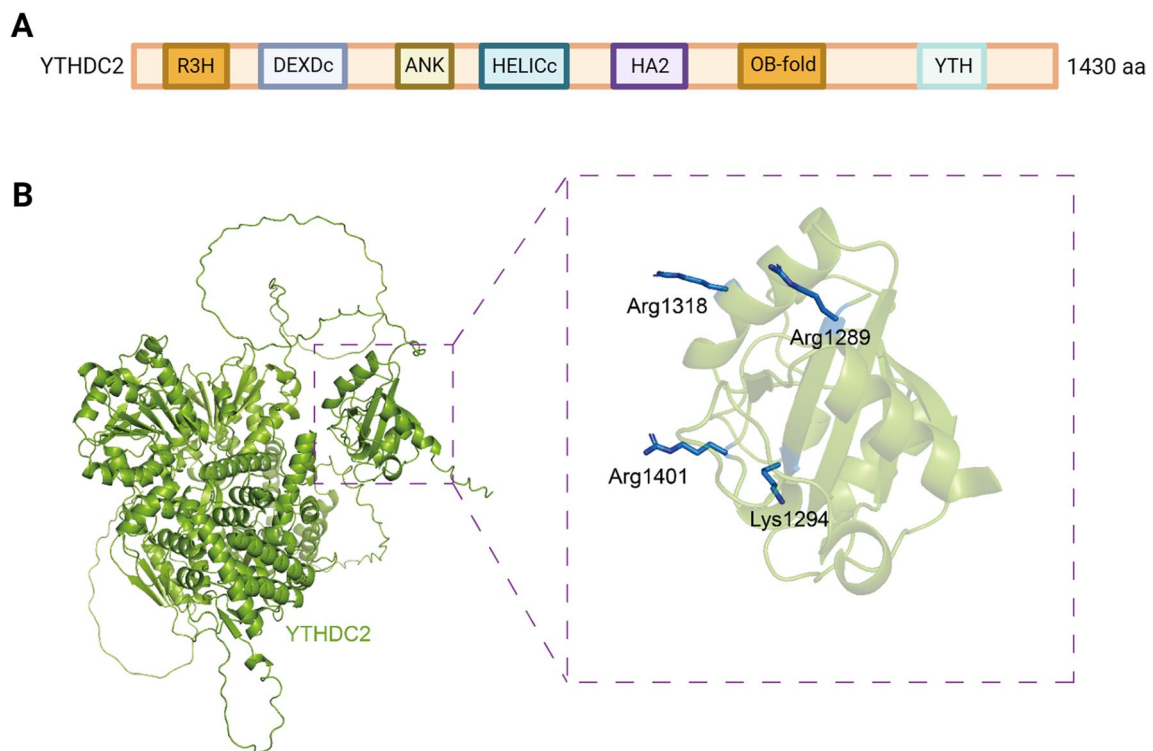 A
YTHDC2 R3H DEXDc ANK HELICc HA2 OB-fold YTH 1430 aa
B
Arg1318
Arg1289
Arg1401
Lys1294
YTHDC2